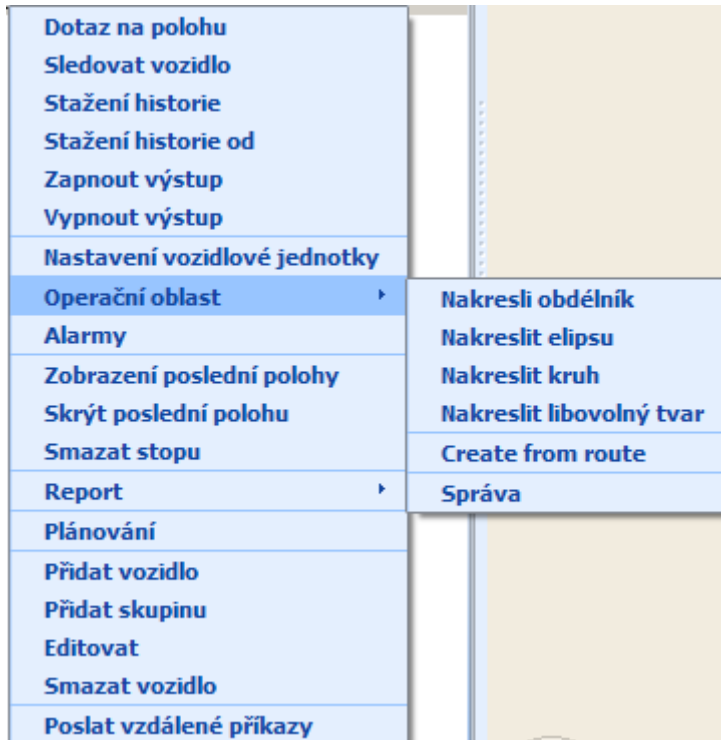 Dotaz na polohu
Sledovat vozidlo
Stažení historie
Stažení historie od
Zapnout výstup
Vypnout výstup
Nastavení vozidlové jednotky
Operační oblast
Alarmy
Zobrazení poslední polohy
Skrýt poslední polohu
Smazat stopu
Report
Plánování
Přidat vozidlo
Přidat skupinu
Editovat
Smazat vozidlo
Poslat vzdálené příkazy
Nakresli obdélník
Nakreslit elipsu
Nakreslit kruh
Nakreslit libovolný tvar
Create from route
Správa